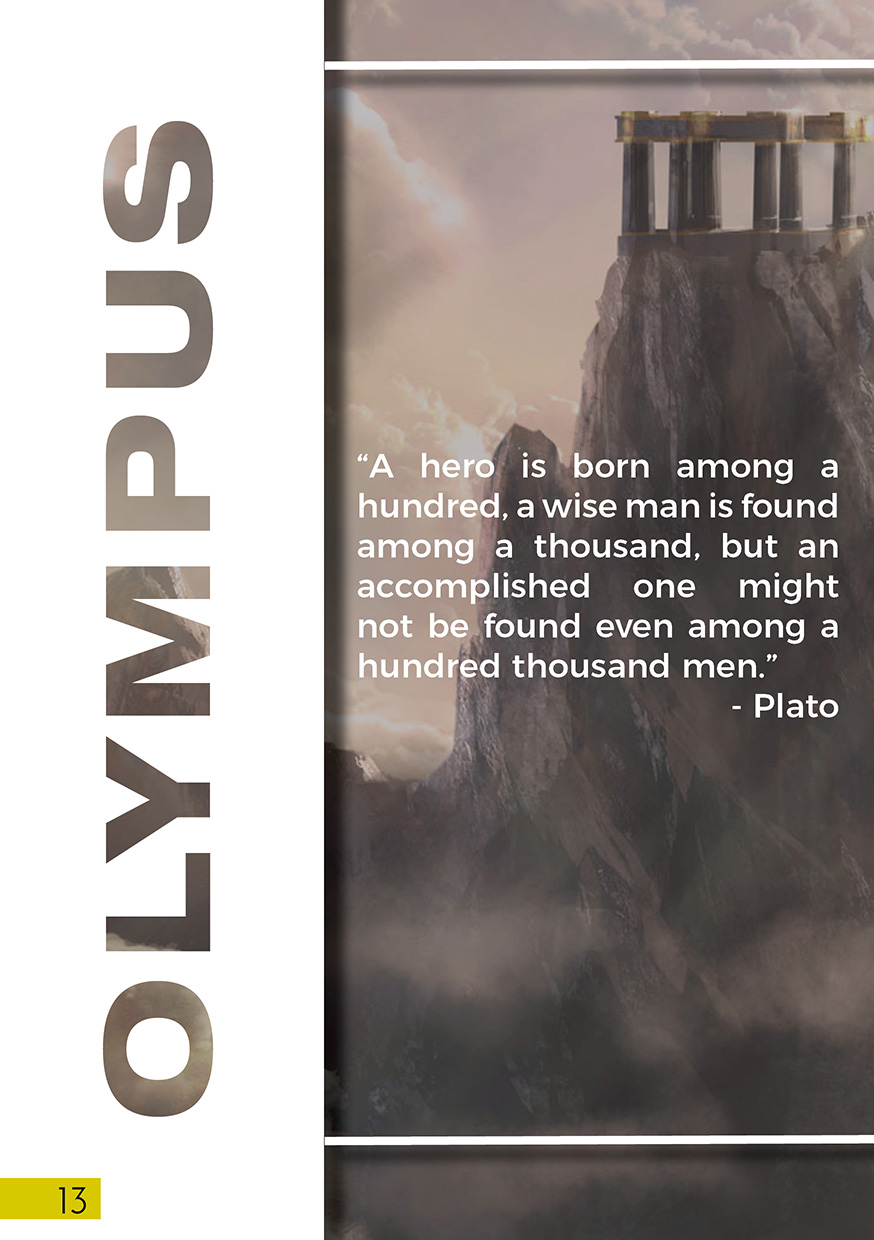 OLYMPUS
“A hero is born among a
hundred, a wise man is found
among a thousand, but an
accomplished one might
not be found even among a
hundred thousand men.”
- Plato
13